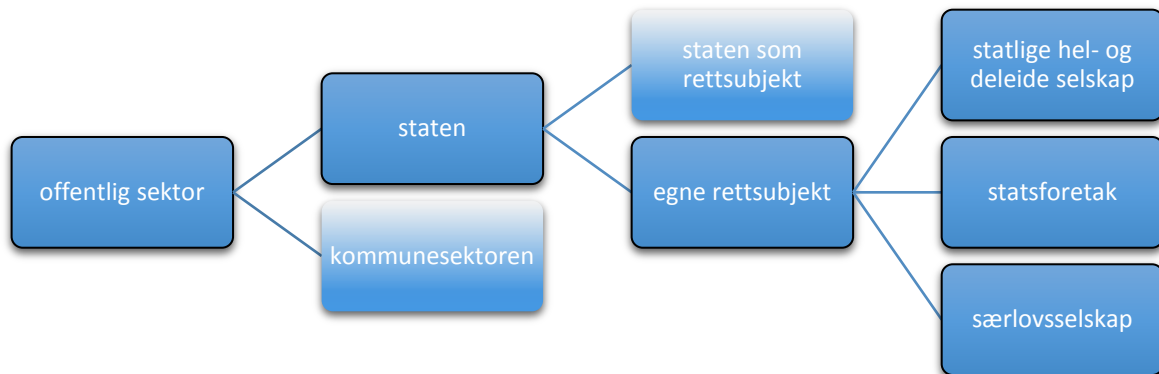 offentlig sektor
staten
kommunesektoren
staten som
rettsubjekt
egne rettsubjekt
statlige hel- og
deleide selskap
statsforetak
særlovsselskap